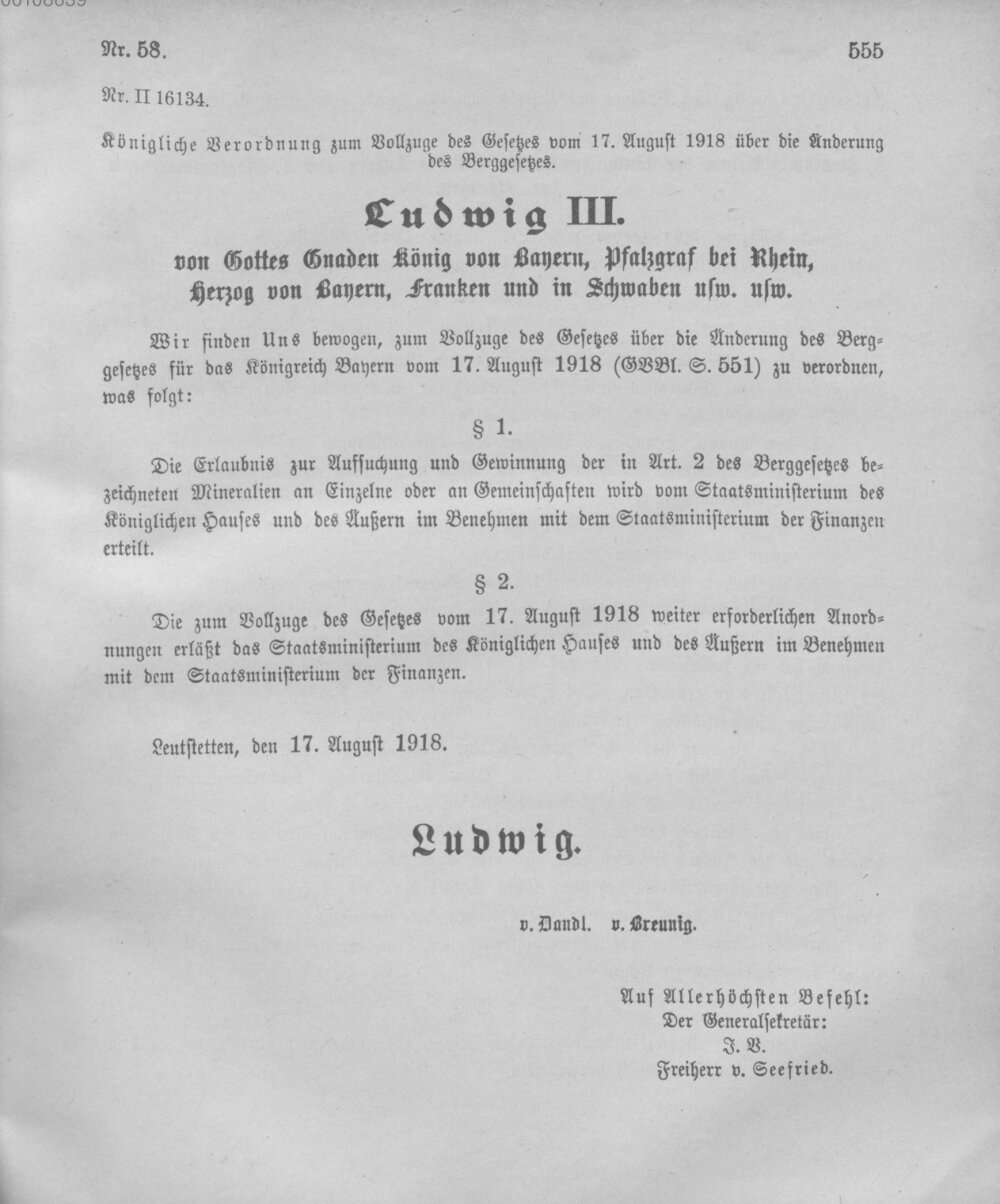 Nr. 58. 555
Nr. II 16134.
Königliche Verordnung zum Vollzuge des Gesetzes vom 17. August 1918 über die Änderung
des Berggesetzes.
Ludwig III.
von Gottes Gnaden König von Bayern, Pfalzgraf bei Rhein,
Herzog von Bayern, Franken und in Schwaben usw. usw.
Wir finden Uns bewogen, zum Vollzuge des Gesetzes über die Änderung des Berg-
gesetzes für das Königreich Bayern vom 17. August 1918 (GVBl. S. 551) zu verordnen,
was folgt:
§ 1.
Die Erlaubnis zur Aufsuchung und Gewinnung der in Art. 2 des Berggesetzes be-
zeichneten Mineralien an Einzelne oder an Gemeinschaften wird vom Staatsministerium des
Königlichen Hauses und des Äußern im Benehmen mit dem Staatsministerium der Finanzen
erteilt.
§ 2.
Die zum Vollzuge des Gesetzes vom 17. August 1918 weiter erforderlichen Anord-
nungen erläßt das Staatsministerium des Königlichen Hauses und des Äußern im Benehmen
mit dem Staatsministerium der Finanzen.
Leutstetten, den 17. August 1918.
Ludwig.
v. Dandl. v. Breunig.
Auf Allerhöchsten Befehl:
Der Generalsekretär:
J. V.
Freiherr v. Seefried.